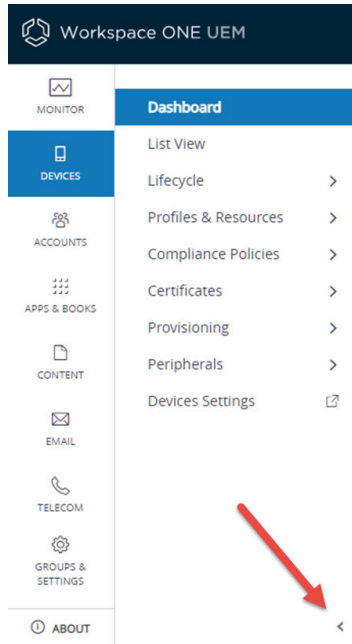 Workspace ONE UEM
MONITOR
DEVICES
ACCOUNTS
APPS & BOOKS
CONTENT
EMAIL
TELECOM
GROUPS &
SETTINGS
ABOUT
Dashboard
List View
Lifecycle
Profiles & Resources
Compliance Policies
Certificates
Provisioning
Peripherals
Devices Settings